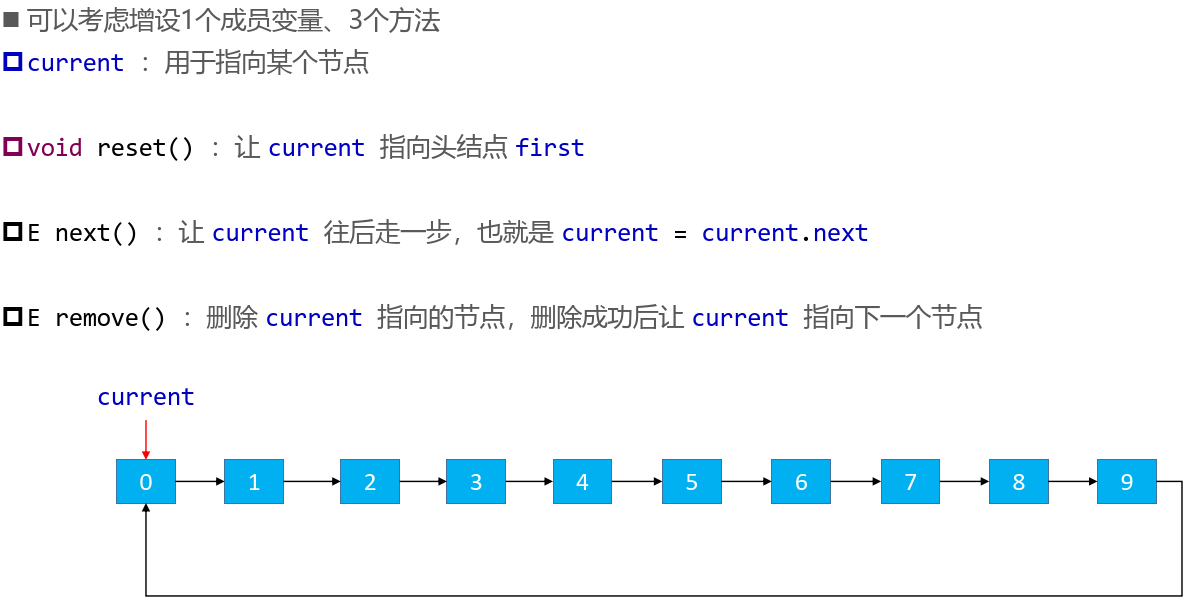 可以考虑增设1个成员变量、3个方法
current : 用于指向某个节点
void reset() : 让 current 指向头结点 first
E next() : 让 current 往后走一步，也就是 current = current.next
E remove() : 删除 current 指向的节点，删除成功后让 current 指向下一个节点
current
0 1 2 3 4 5 6 7 8 9